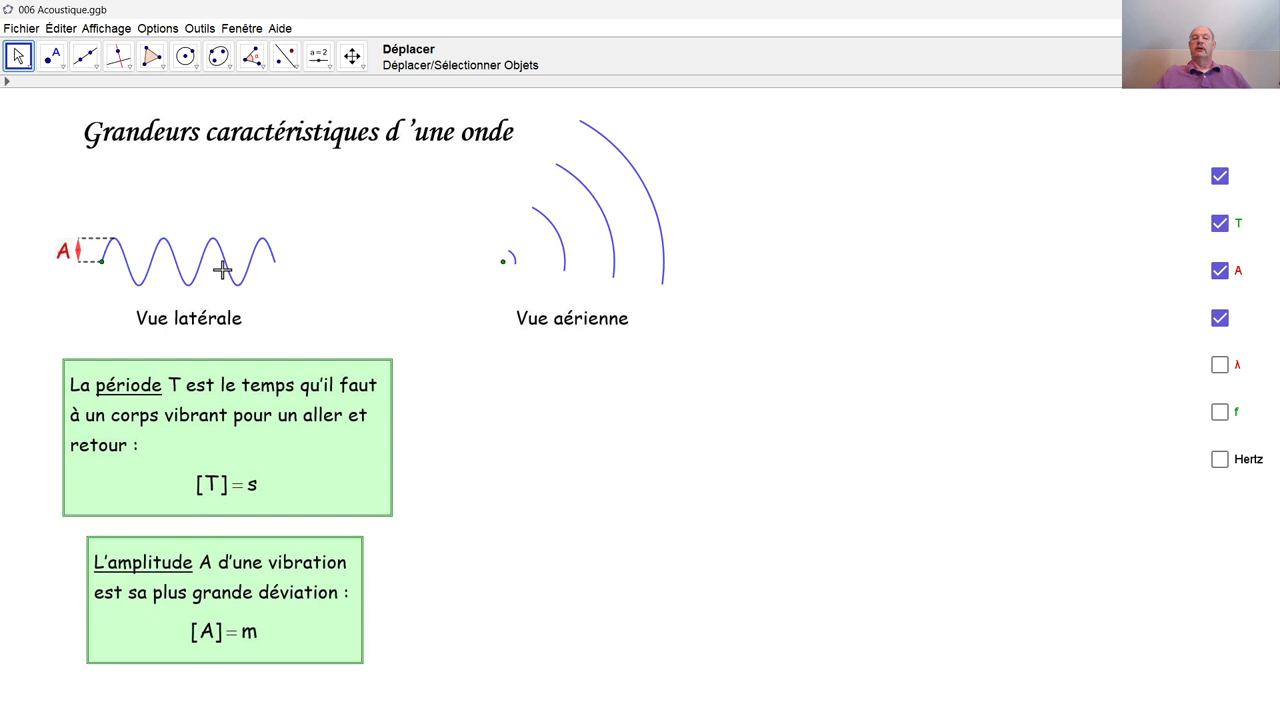 006 Acoustique.ggb
Fichier Éditer Affichage Options Outils Fenêtre Aide
A
a=2
Déplacer
Déplacer/Sélectionner Objets
Grandeurs caractéristiques d ’une onde
A
Vue latérale
Vue aérienne
La période T est le temps qu’il faut
à un corps vibrant pour un aller et
retour :
[T] = s
L’amplitude A d’une vibration
est sa plus grande déviation :
[A] = m
T
A
λ
f
Hertz